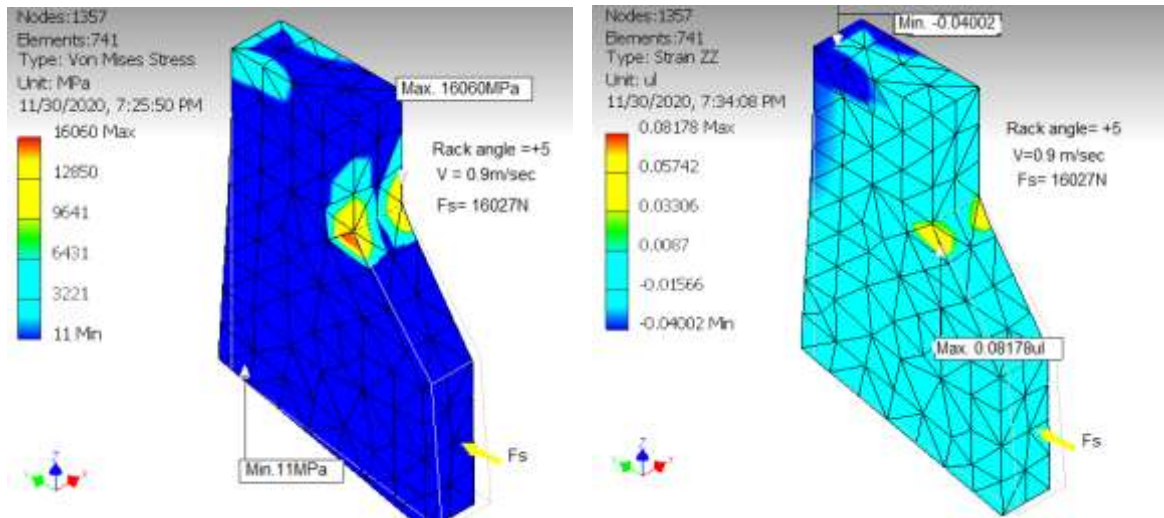 Nodes:1357
Elements:741
Type: Von Mises Stress
Unit: MPa
11/30/2020, 7:25:50 PM
16060 Max
12850
9641
6431
3221
11 Min
Max. 16060MPa
Rack angle =+5
V = 0.9m/sec
Fs= 16027N
Fs
Min.11MPa
Z
Nodes:1357
Elements:741
Type: Strain ZZ
Unit: ul
11/30/2020, 7:34:08 PM
0.08178 Max
0.05742
0.03306
0.0087
-0.01566
-0.04002 Min
Min. -0.04002
Rack angle= +5
V=0.9 m/sec
Fs= 16027N
Max. 0.08178ul
Fs
Z